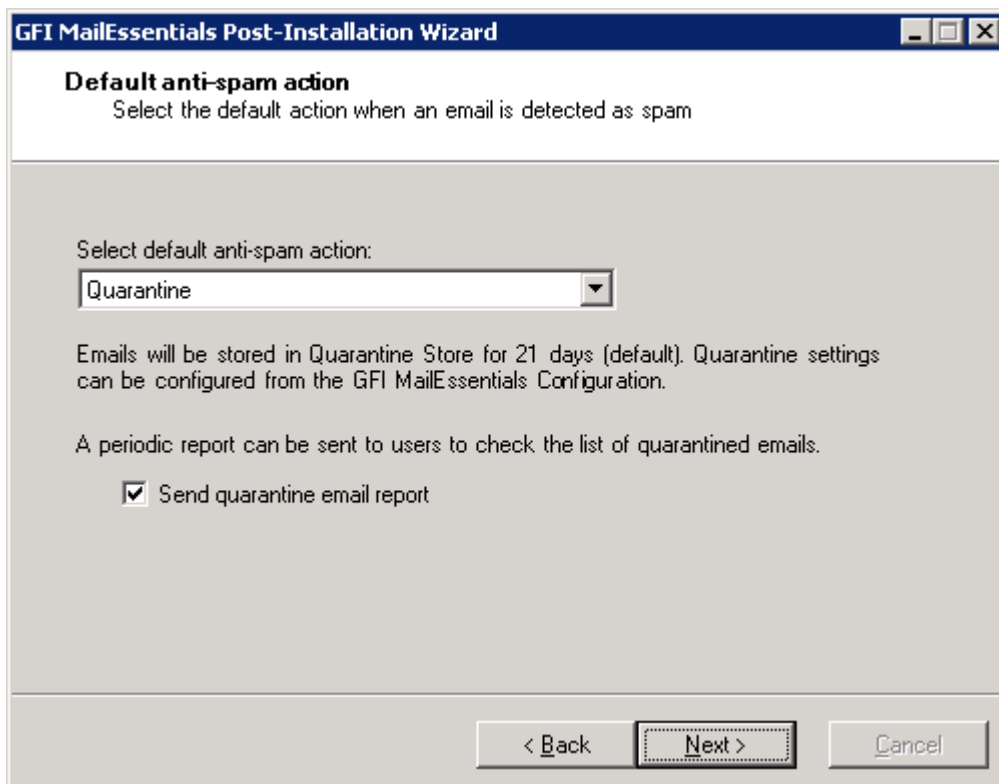 GFI MailEssentials Post-Installation Wizard
Default anti-spam action
Select the default action when an email is detected as spam
Select default anti-spam action:
Quarantine
Emails will be stored in Quarantine Store for 21 days (default). Quarantine settings
can be configured from the GFI MailEssentials Configuration.
A periodic report can be sent to users to check the list of quarantined emails.
Send quarantine email report
< Back Next > Cancel